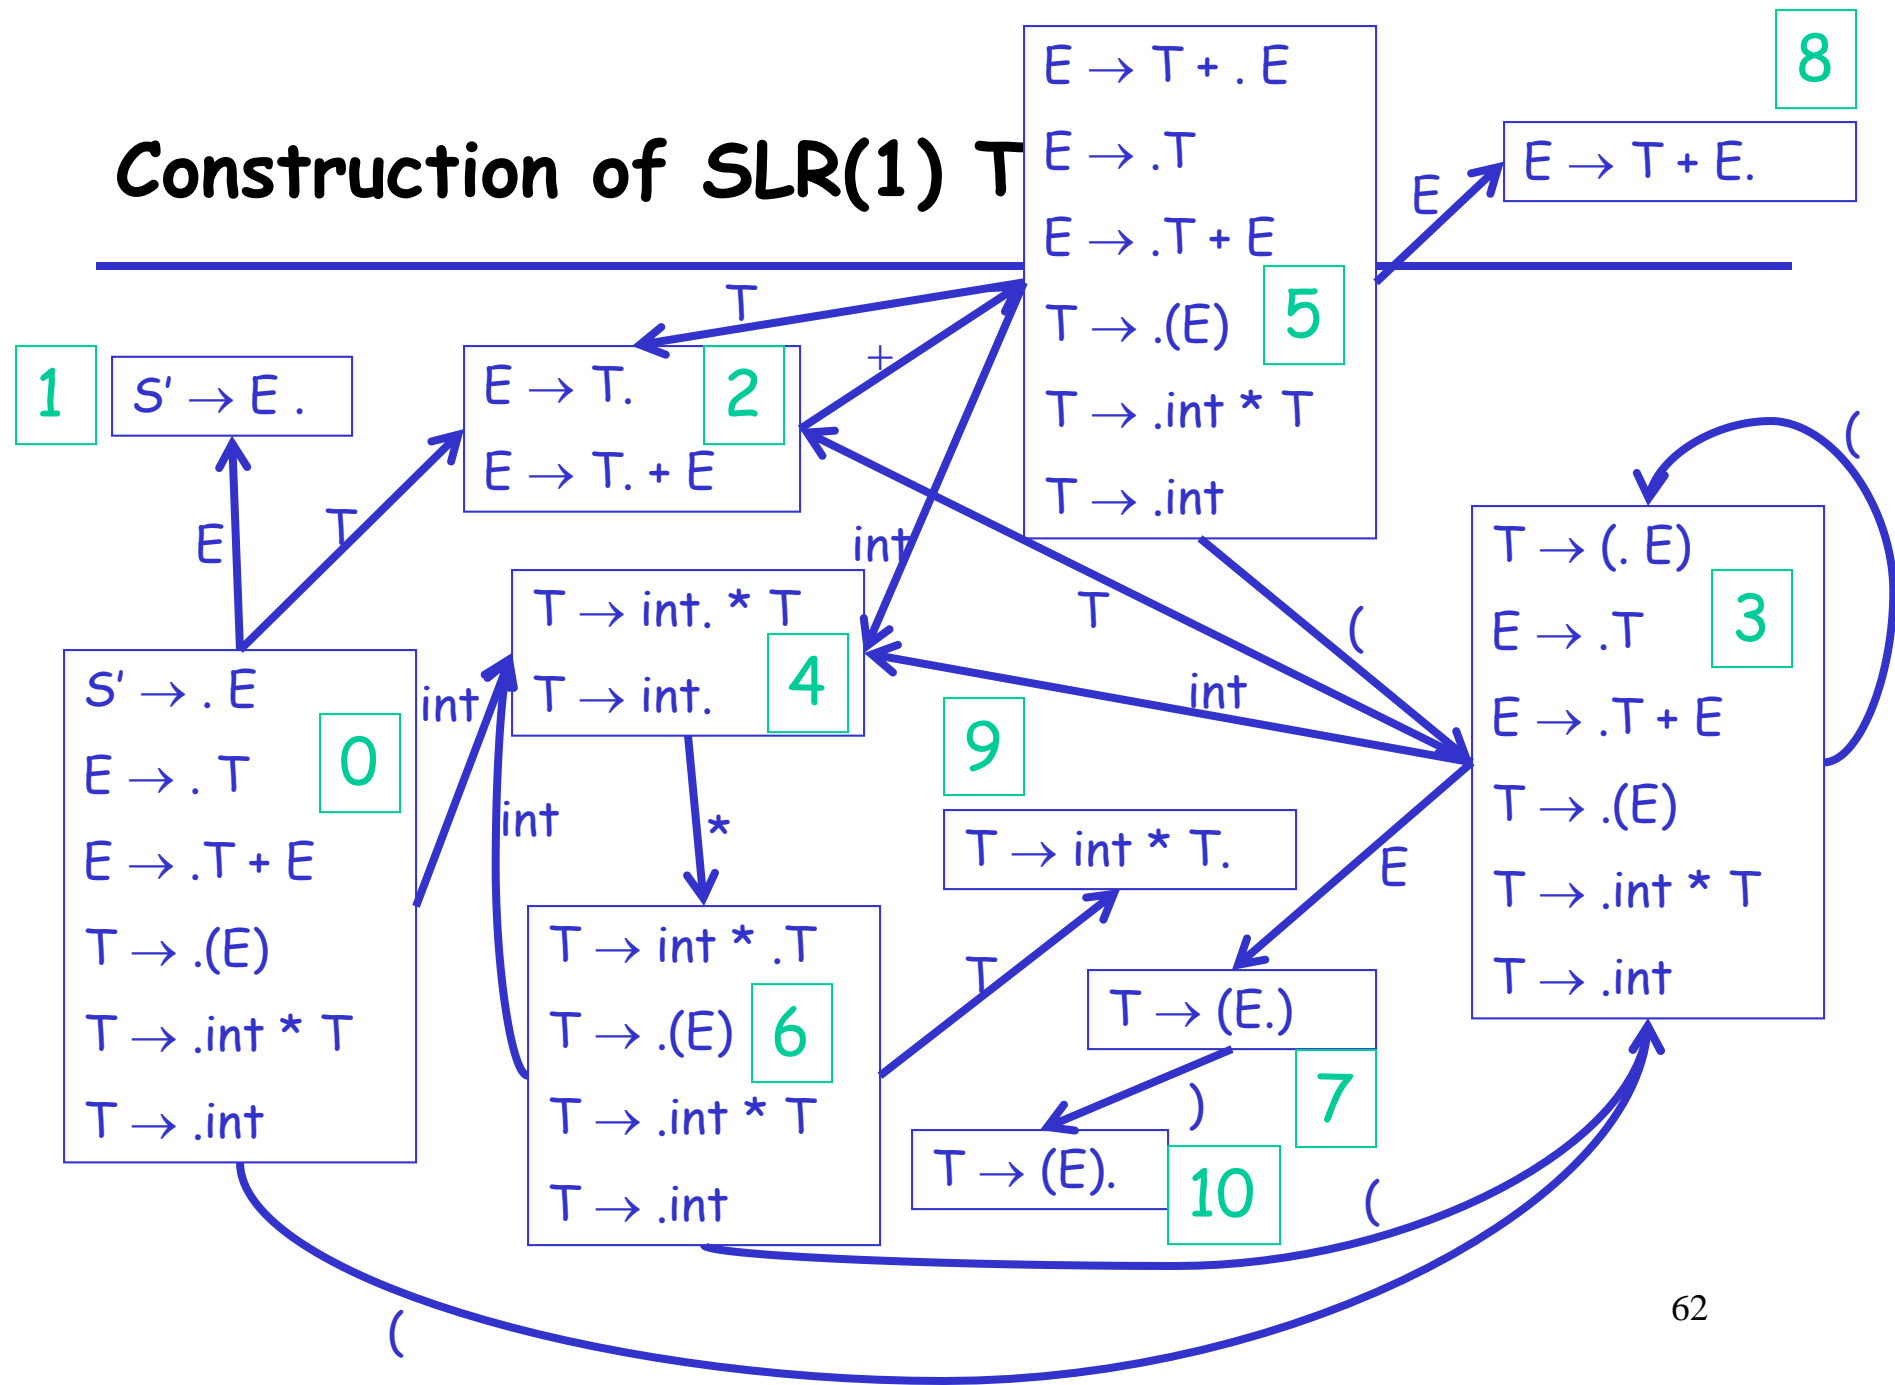 Construction of SLR(1) T
E → T + . E
E → .T
E → .T + E
T → .(E)
T → .int * T
T → .int
5
8
E → T + E.
E
T
+
1
S' → E .
2
E → T.
E → T. + E
E
T
int
T
(
int
(
T → (. E)
E → .T
E → .T + E
T → .(E)
T → .int * T
T → .int
3
T → int. * T
T → int.
4
S' → . E
E → . T
E → .T + E
T → .(E)
T → .int * T
T → .int
0
int
int
*
9
T → int * T.
E
T → int * .T
T → .(E)
T → .int * T
T → .int
6
T
T → (E.)
7
)
T → (E).
10
(
(
62